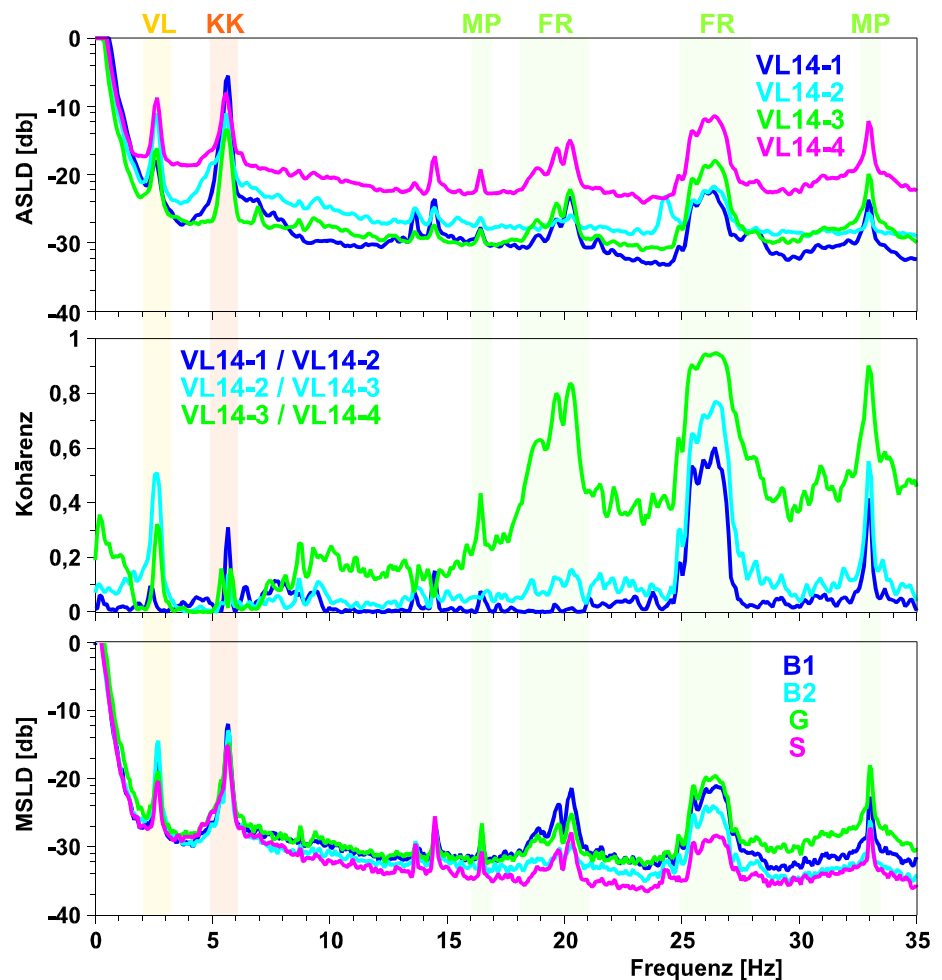 VL KK MP FR FR MP
0
-10
-20
-30
-40
ASLD [db]
VL14-1
VL14-2
VL14-3
VL14-4
1
0.8
0.6
0.4
0.2
0
Kohärenz
VL14-1 / VL14-2
VL14-2 / VL14-3
VL14-3 / VL14-4
0
-10
-20
-30
-40
MSLD [db]
B1
B2
G
S
0 5 10 15 20 25 30 35
Frequenz [Hz]